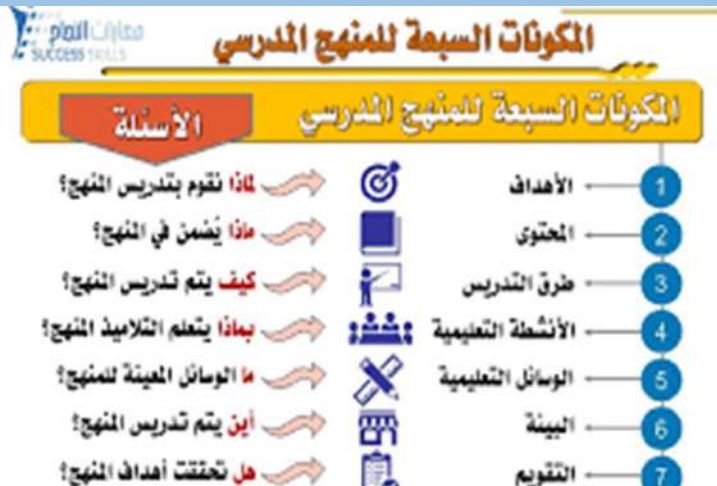 مهارات النجاح
SUCCESS SKILLS
المكونات السبعة للمنهج المدرسي
المكونات السبعة للمنهج المدرسي الأسئلة
1 الأهداف لماذا نقوم بتدريس المنهج؟
2 المحتوى ماذا يُضمن في المنهج؟
3 طرق التدريس كيف يتم تدريس المنهج؟
4 الأنشطة التعليمية بماذا يتعلم التلاميذ المنهج؟
5 الوسائل التعليمية ما الوسائل المعينة للمنهج؟
6 البيئة أين يتم تدريس المنهج؟
7 التقويم هل تحققت أهداف المنهج؟